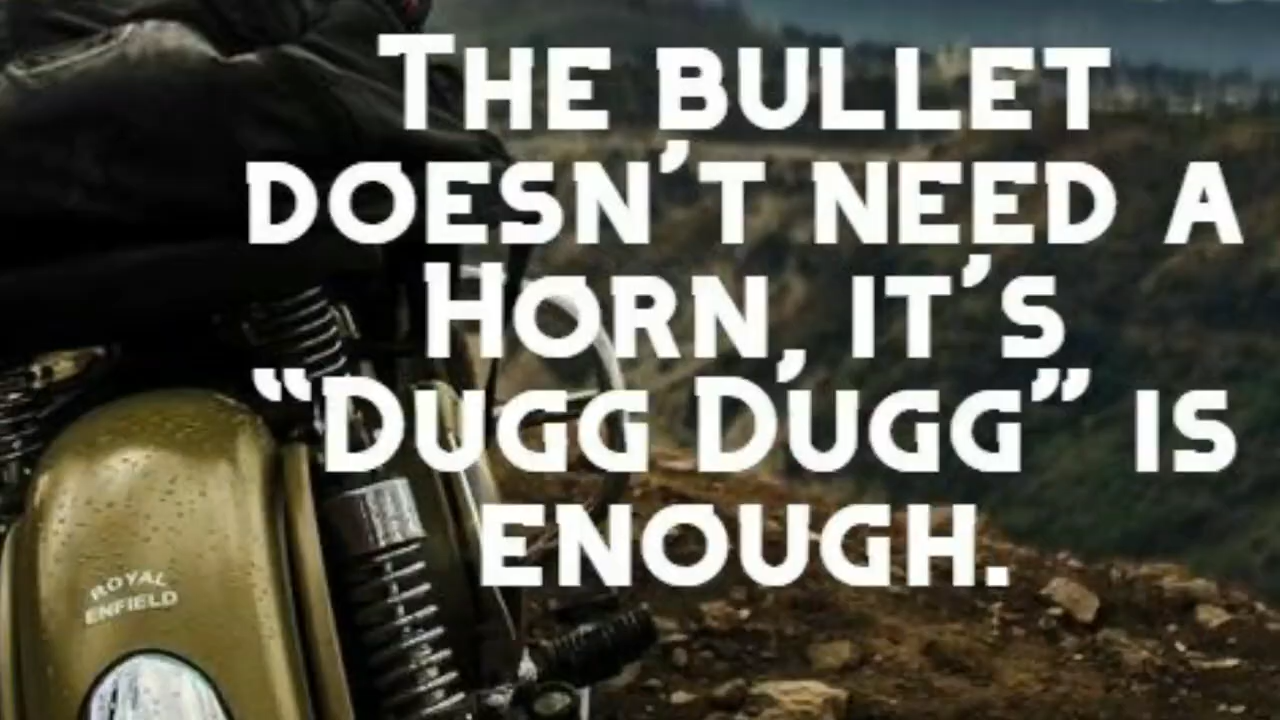 The bullet
doesn't need a
Horn, it's
“Dugg Dugg” is
enough.
ROYAL
ENFIELD